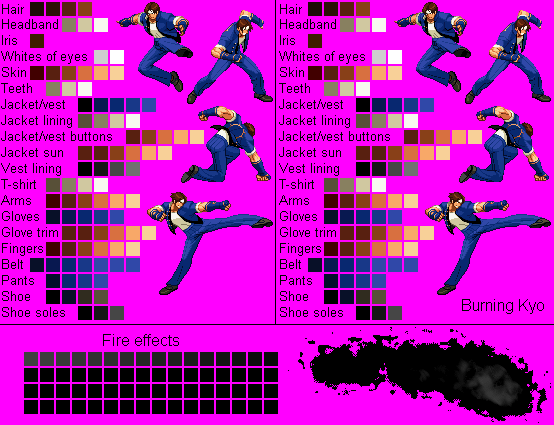 Hair
Headband
Iris
Whites of eyes
Skin
Teeth
Jacket/vest
Jacket lining
Jacket/vest buttons
Jacket sun
Vest lining
T-shirt
Arms
Gloves
Glove trim
Fingers
Belt
Pants
Shoe
Shoe soles
Hair
Headband
Iris
Whites of eyes
Skin
Teeth
Jacket/vest
Jacket lining
Jacket/vest buttons
Jacket sun
Vest lining
T-shirt
Arms
Gloves
Glove trim
Fingers
Belt
Pants
Shoe
Shoe soles
Burning Kyo
Fire effects